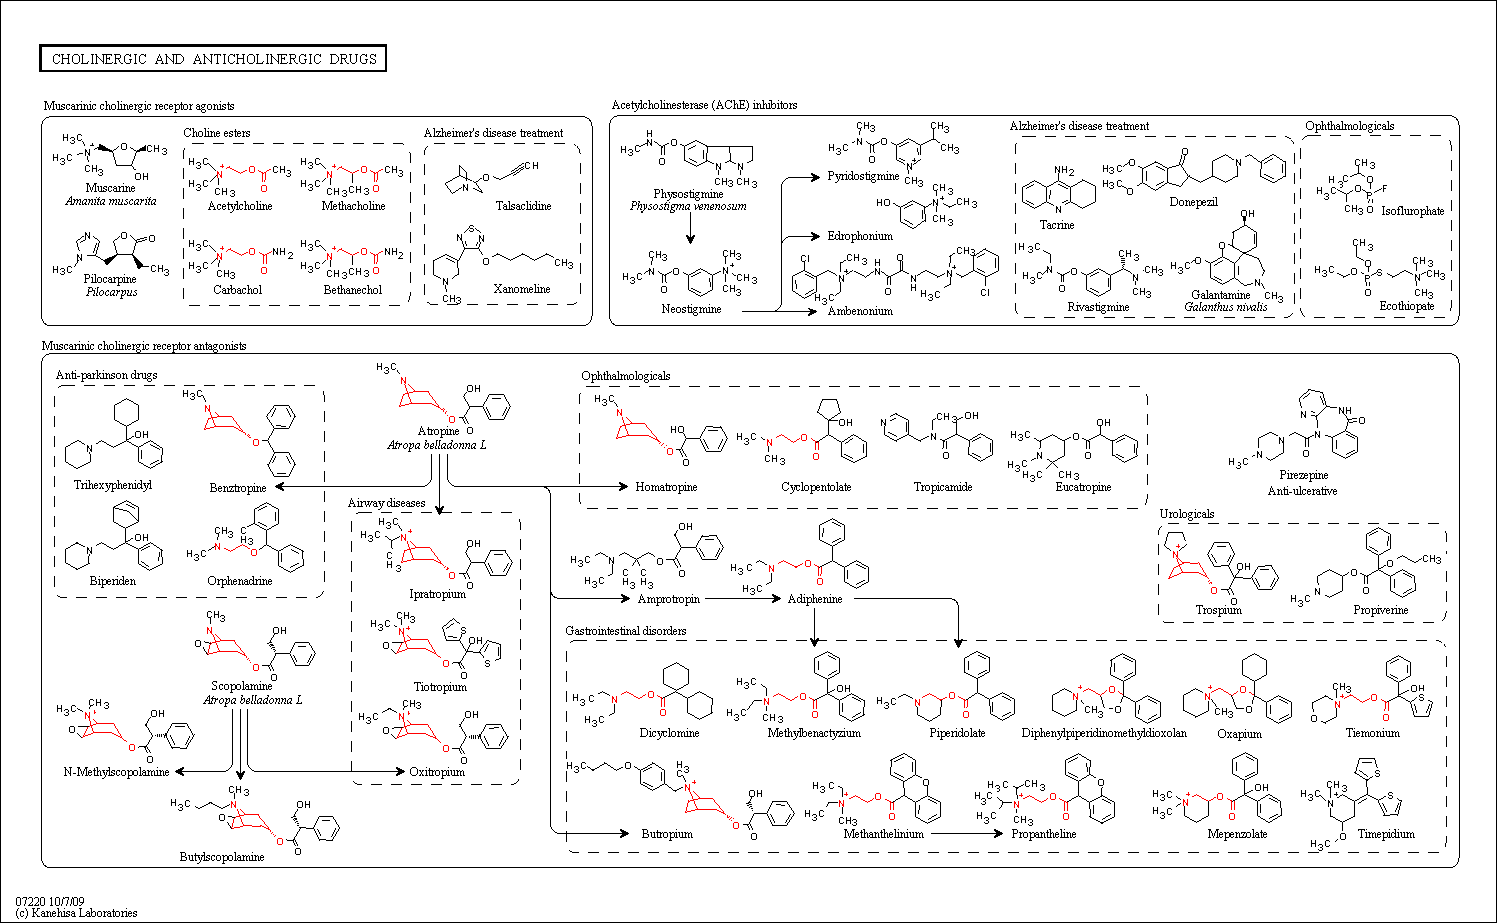 CHOLINERGIC AND ANTICHOLINERGIC DRUGS
Muscarinic cholinergic receptor agonists
Muscarine
Amanita muscarita
Pilocarpine
Pilocarpus
Choline esters
Acetylcholine
Methacholine
Carbachol
Bethanechol
Alzheimer's disease treatment
Talsaclidine
Xanomeline
Acetylcholinesterase (AChE) inhibitors
Physostigmine
Physostigma venenosum
Neostigmine
Pyridostigmine
Edrophonium
Ambenonium
Alzheimer's disease treatment
Tacrine
Donepezil
Rivastigmine
Galantamine
Galanthus nivalis
Ophthalmologicals
Isoflurophate
Ecothiopate
Muscarinic cholinergic receptor antagonists
Anti-parkinson drugs
Trihexyphenidyl
Benztropine
Biperiden
Orphenadrine
Atropine
Atropa belladonna L
Airway diseases
Ipratropium
Tiotropium
Oxitropium
Scopolamine
Atropa belladonna L
N-Methylscopolamine
Butylscopolamine
Ophthalmologicals
Homatropine
Cyclopentolate
Tropicamide
Eucatropine
Pirezepine
Anti-ulcerative
Amprotropin
Adiphenine
Urologicals
Trospium
Propiverine
Gastrointestinal disorders
Dicyclomine
Methylbenactyzium
Piperidolate
Diphenylpiperidinomethyldioxolan
Oxapium
Tiemonium
Butropium
Methanthelinium
Propantheline
Mepenzolate
Timepidium
07220 10/7/09
(c) Kanehisa Laboratories